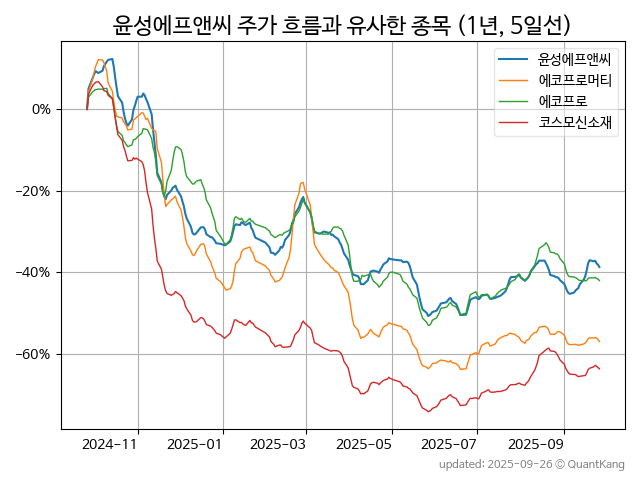 윤성에프앤씨 주가 흐름과 유사한 종목 (1년, 5일선)
윤성에프앤씨
에코프로머티
에코프로
코스모신소재
0%
−20%
−40%
−60%
2024−11
2025−01
2025−03
2025−05
2025−07
2025−09
updated: 2025-09-26 © QuantKang